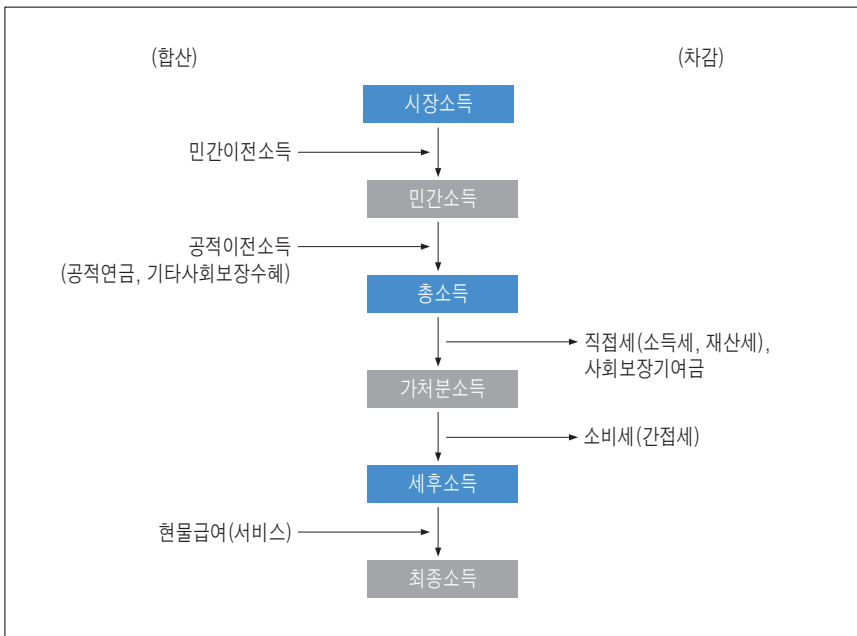 (합산)
(차감)
시장소득
민간이전소득
민간소득
공적이전소득
(공적연금, 기타사회보장수혜)
총소득
직접세(소득세, 재산세),
사회보장기여금
가처분소득
소비세(간접세)
세후소득
현물급여(서비스)
최종소득